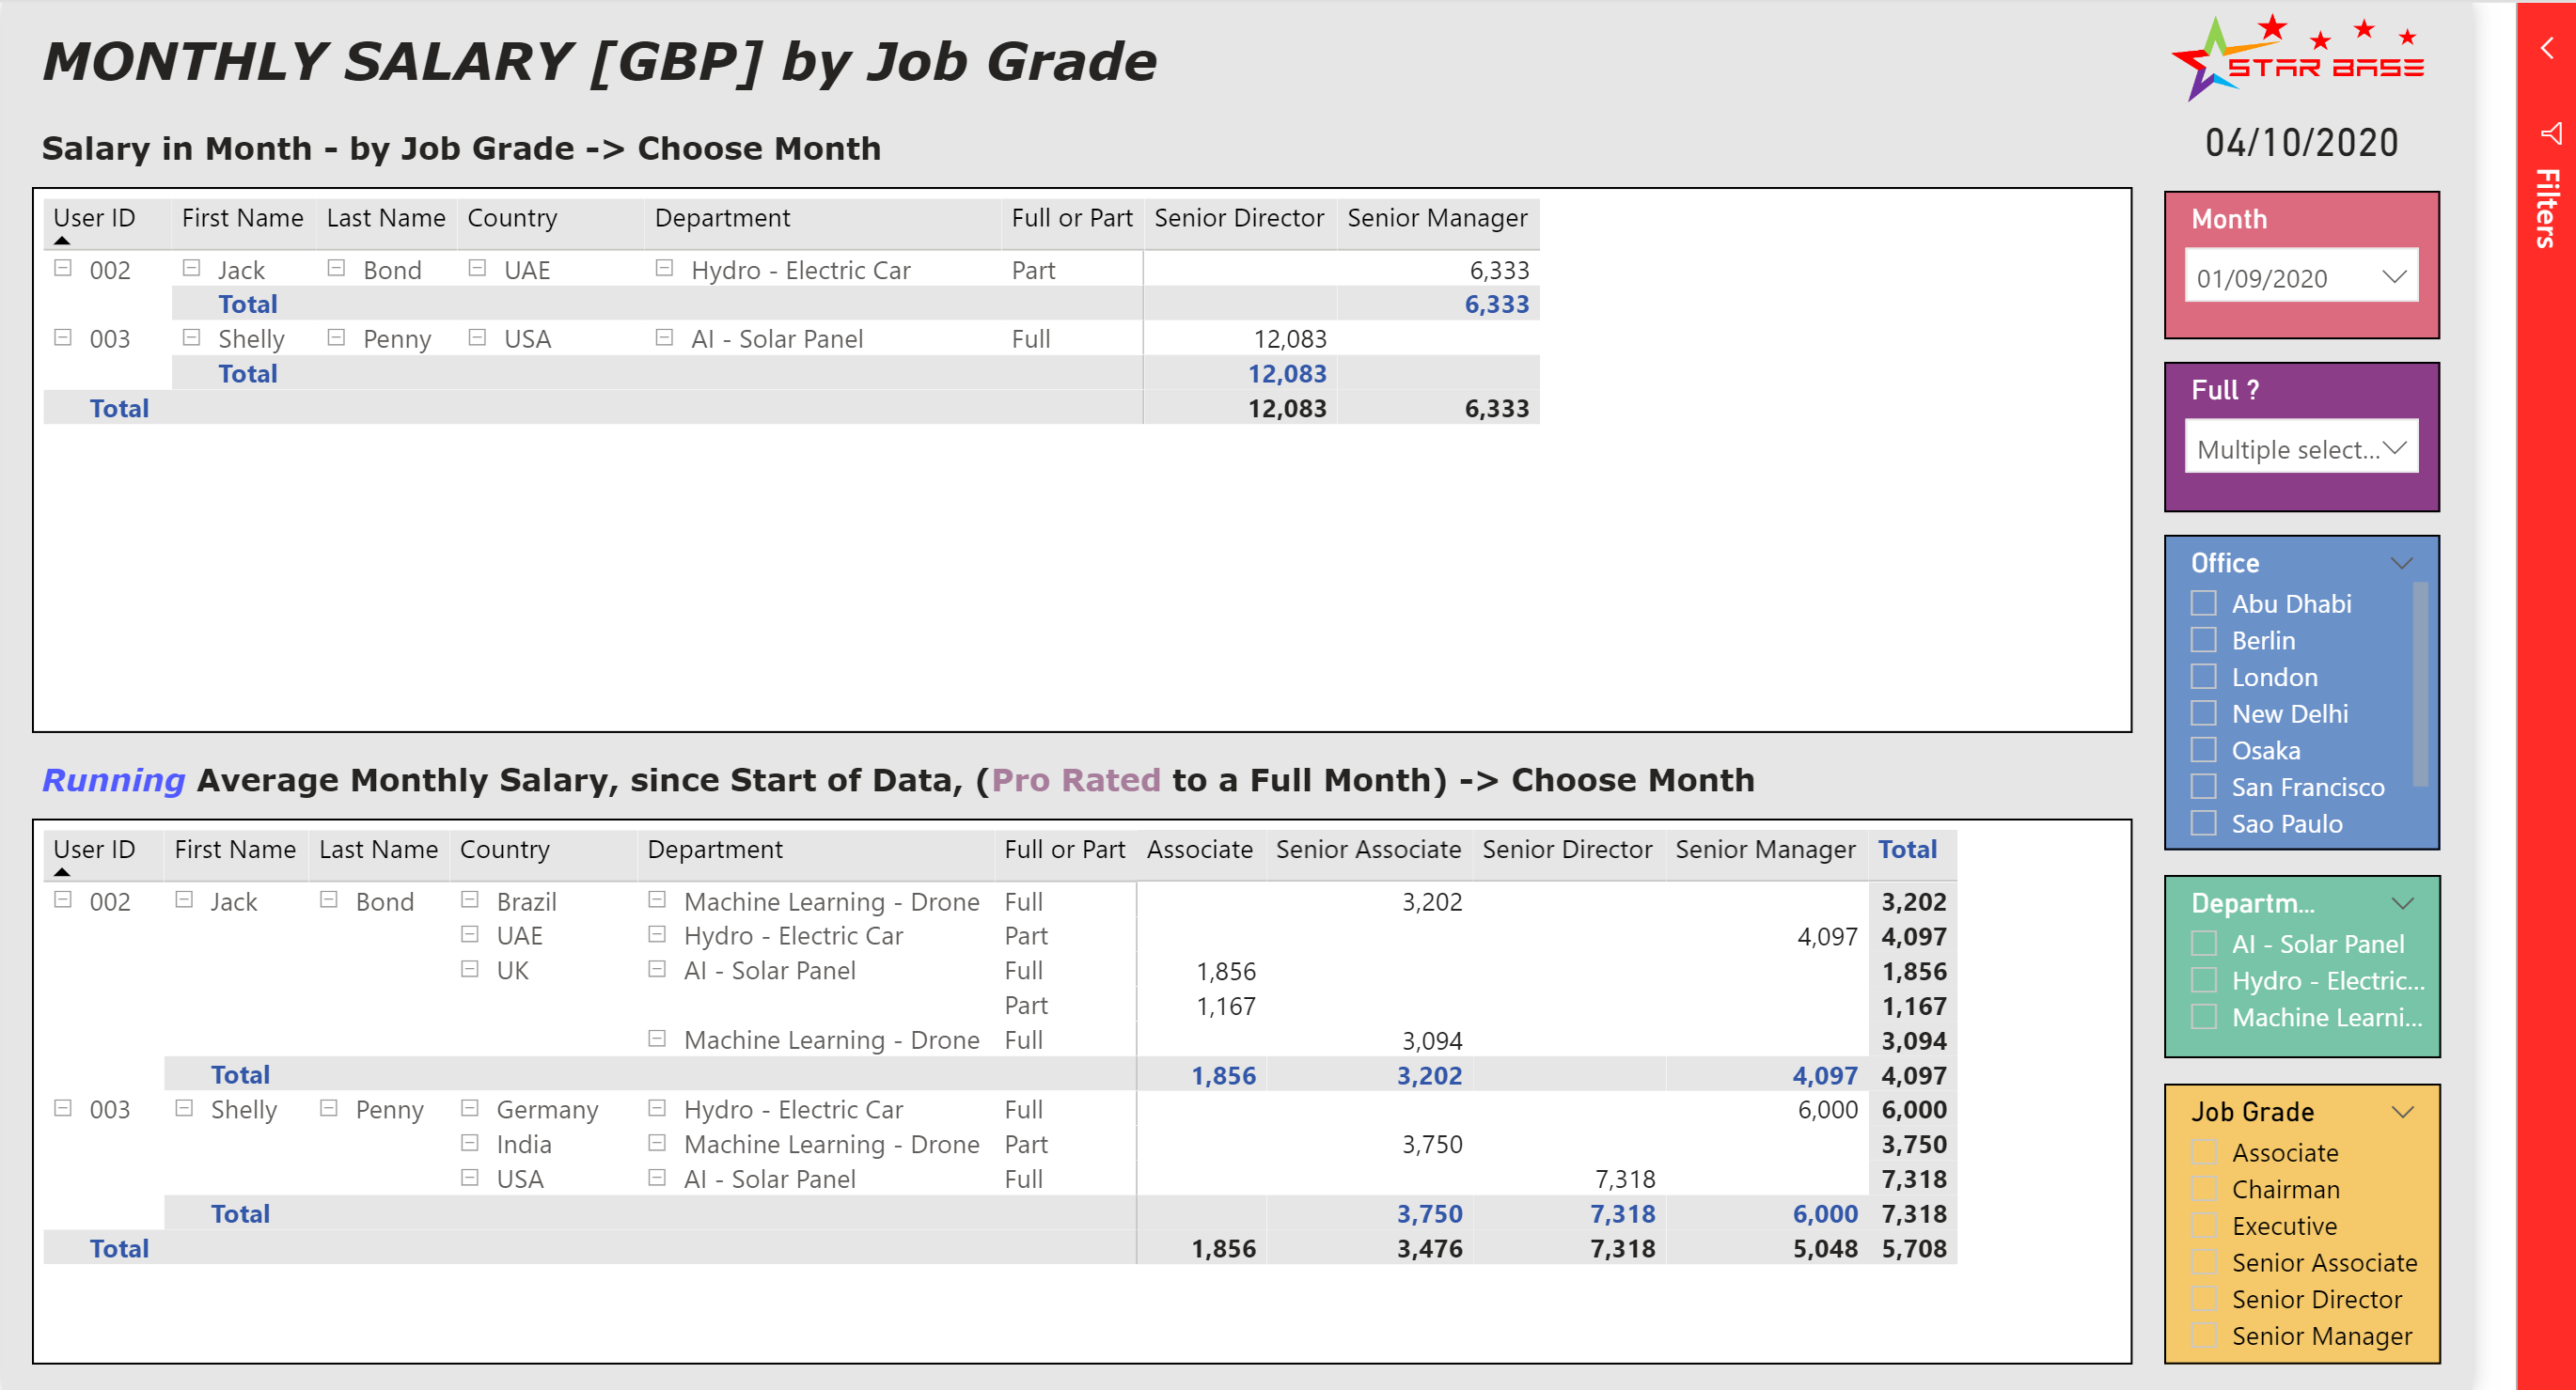 MONTHLY SALARY [GBP] by Job Grade
STAR BASE
04/10/2020
Filters
Salary in Month - by Job Grade -> Choose Month
User ID First Name Last Name Country Department Full or Part Senior Director Senior Manager
002 Jack Bond UAE Hydro - Electric Car Part 6,333
Total 6,333
003 Shelly Penny USA AI - Solar Panel Full 12,083
Total 12,083
Total 12,083 6,333
Running Average Monthly Salary, since Start of Data, (Pro Rated to a Full Month) -> Choose Month
User ID First Name Last Name Country Department Full or Part Associate Senior Associate Senior Director Senior Manager Total
002 Jack Bond Brazil Machine Learning - Drone Full 3,202 3,202
UAE Hydro - Electric Car Part 4,097 4,097
UK AI - Solar Panel Full 1,856 1,856
Part 1,167 1,167
Machine Learning - Drone Full 3,094 3,094
Total 1,856 3,202 4,097 4,097
003 Shelly Penny Germany Hydro - Electric Car Full 6,000 6,000
India Machine Learning - Drone Part 3,750 3,750
USA AI - Solar Panel Full 7,318 7,318
Total 3,750 7,318 6,000 7,318
Total 1,856 3,476 7,318 5,048 5,708
Month
01/09/2020
Full ?
Multiple select...
Office
Abu Dhabi
Berlin
London
New Delhi
Osaka
San Francisco
Sao Paulo
Departm...
AI - Solar Panel
Hydro - Electric...
Machine Learni...
Job Grade
Associate
Chairman
Executive
Senior Associate
Senior Director
Senior Manager